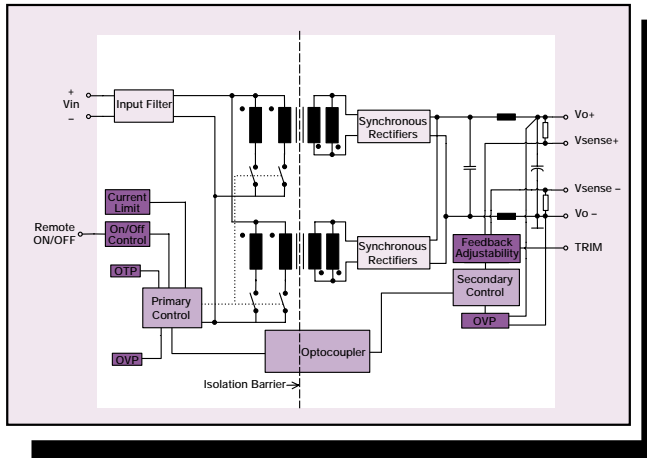 +
Vin
–
Input Filter
Synchronous
Rectifiers
Vo+
Vsense+
Vsense –
Vo –
Current
Limit
Remote
ON/OFF
On/Off
Control
Synchronous
Rectifiers
Feedback
Adjustability
TRIM
OTP
Primary
Control
Secondary
Control
OVP
OVP
Optocoupler
Isolation Barrier